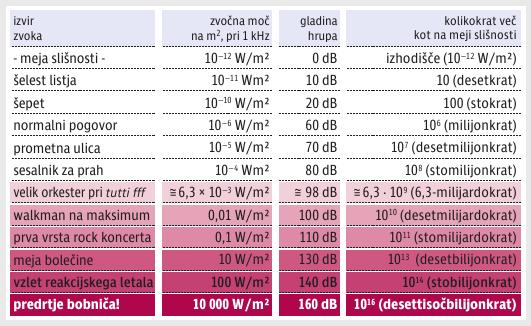 izvir zvoka | zvočna moč na m², pri 1 kHz | gladina hrupa | kolikokrat več kot na meji slišnosti
- meja slišnosti - | 10⁻¹² W/m² | 0 dB | izhodišče (10⁻¹² W/m²)
šelest listja | 10⁻¹¹ Wm² | 10 dB | 10 (desetkrat)
šepet | 10⁻¹⁰ W/m² | 20 dB | 100 (stokrat)
normalni pogovor | 10⁻⁶ W/m² | 60 dB | 10⁶ (milijonkrat)
prometna ulica | 10⁻⁵ W/m² | 70 dB | 10⁷ (desetmilijonkrat)
sesalnik za prah | 10⁻⁴ Wm² | 80 dB | 10⁸ (stomilijonkrat)
velik orkester pri tutti fff | ≅ 6,3 × 10⁻³ W/m² | ≅ 98 dB | ≅ 6,3 · 10⁹ (6,3-milijardokrat)
walkman na maksimum | 0,01 W/m² | 100 dB | 10¹⁰ (desetmilijardokrat)
prva vrsta rock koncerta | 0,1 W/m² | 110 dB | 10¹¹ (stomilijardokrat)
meja bolečine | 10 W/m² | 130 dB | 10¹³ (desetbilijonkrat)
vzlet reakcijskega letala | 100 W/m² | 140 dB | 10¹⁴ (stobilijonkrat)
predrtje bobniča! | 10 000 W/m² | 160 dB | 10¹⁶ (desettisočbilijonkrat)